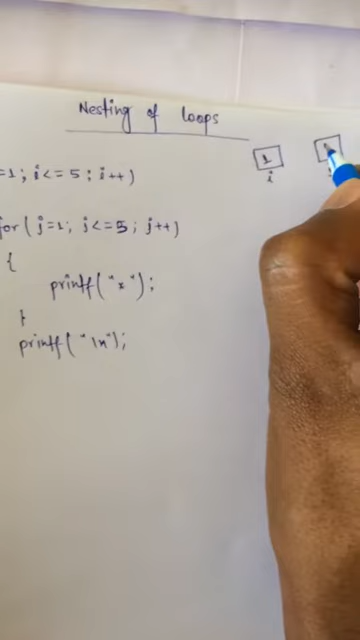 Nesting of loops
=1; i<=5; i++)
1
i
for(j=1; j<=5; j++)
{
printf("*");
}
printf("\n");